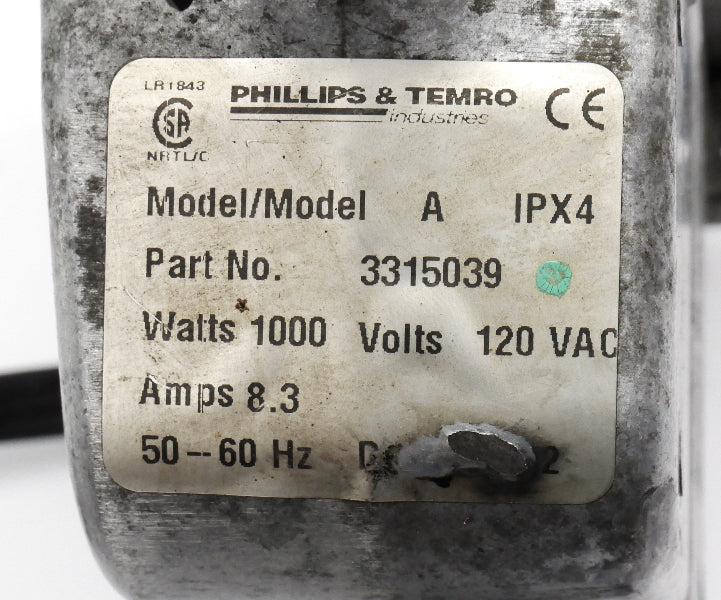 LR1843
CSA
NRTL/C
PHILLIPS & TEMRO
industries
CE
Model/Model A IPX4
Part No. 3315039
Watts 1000 Volts 120 VAC
Amps 8.3
50--60 Hz